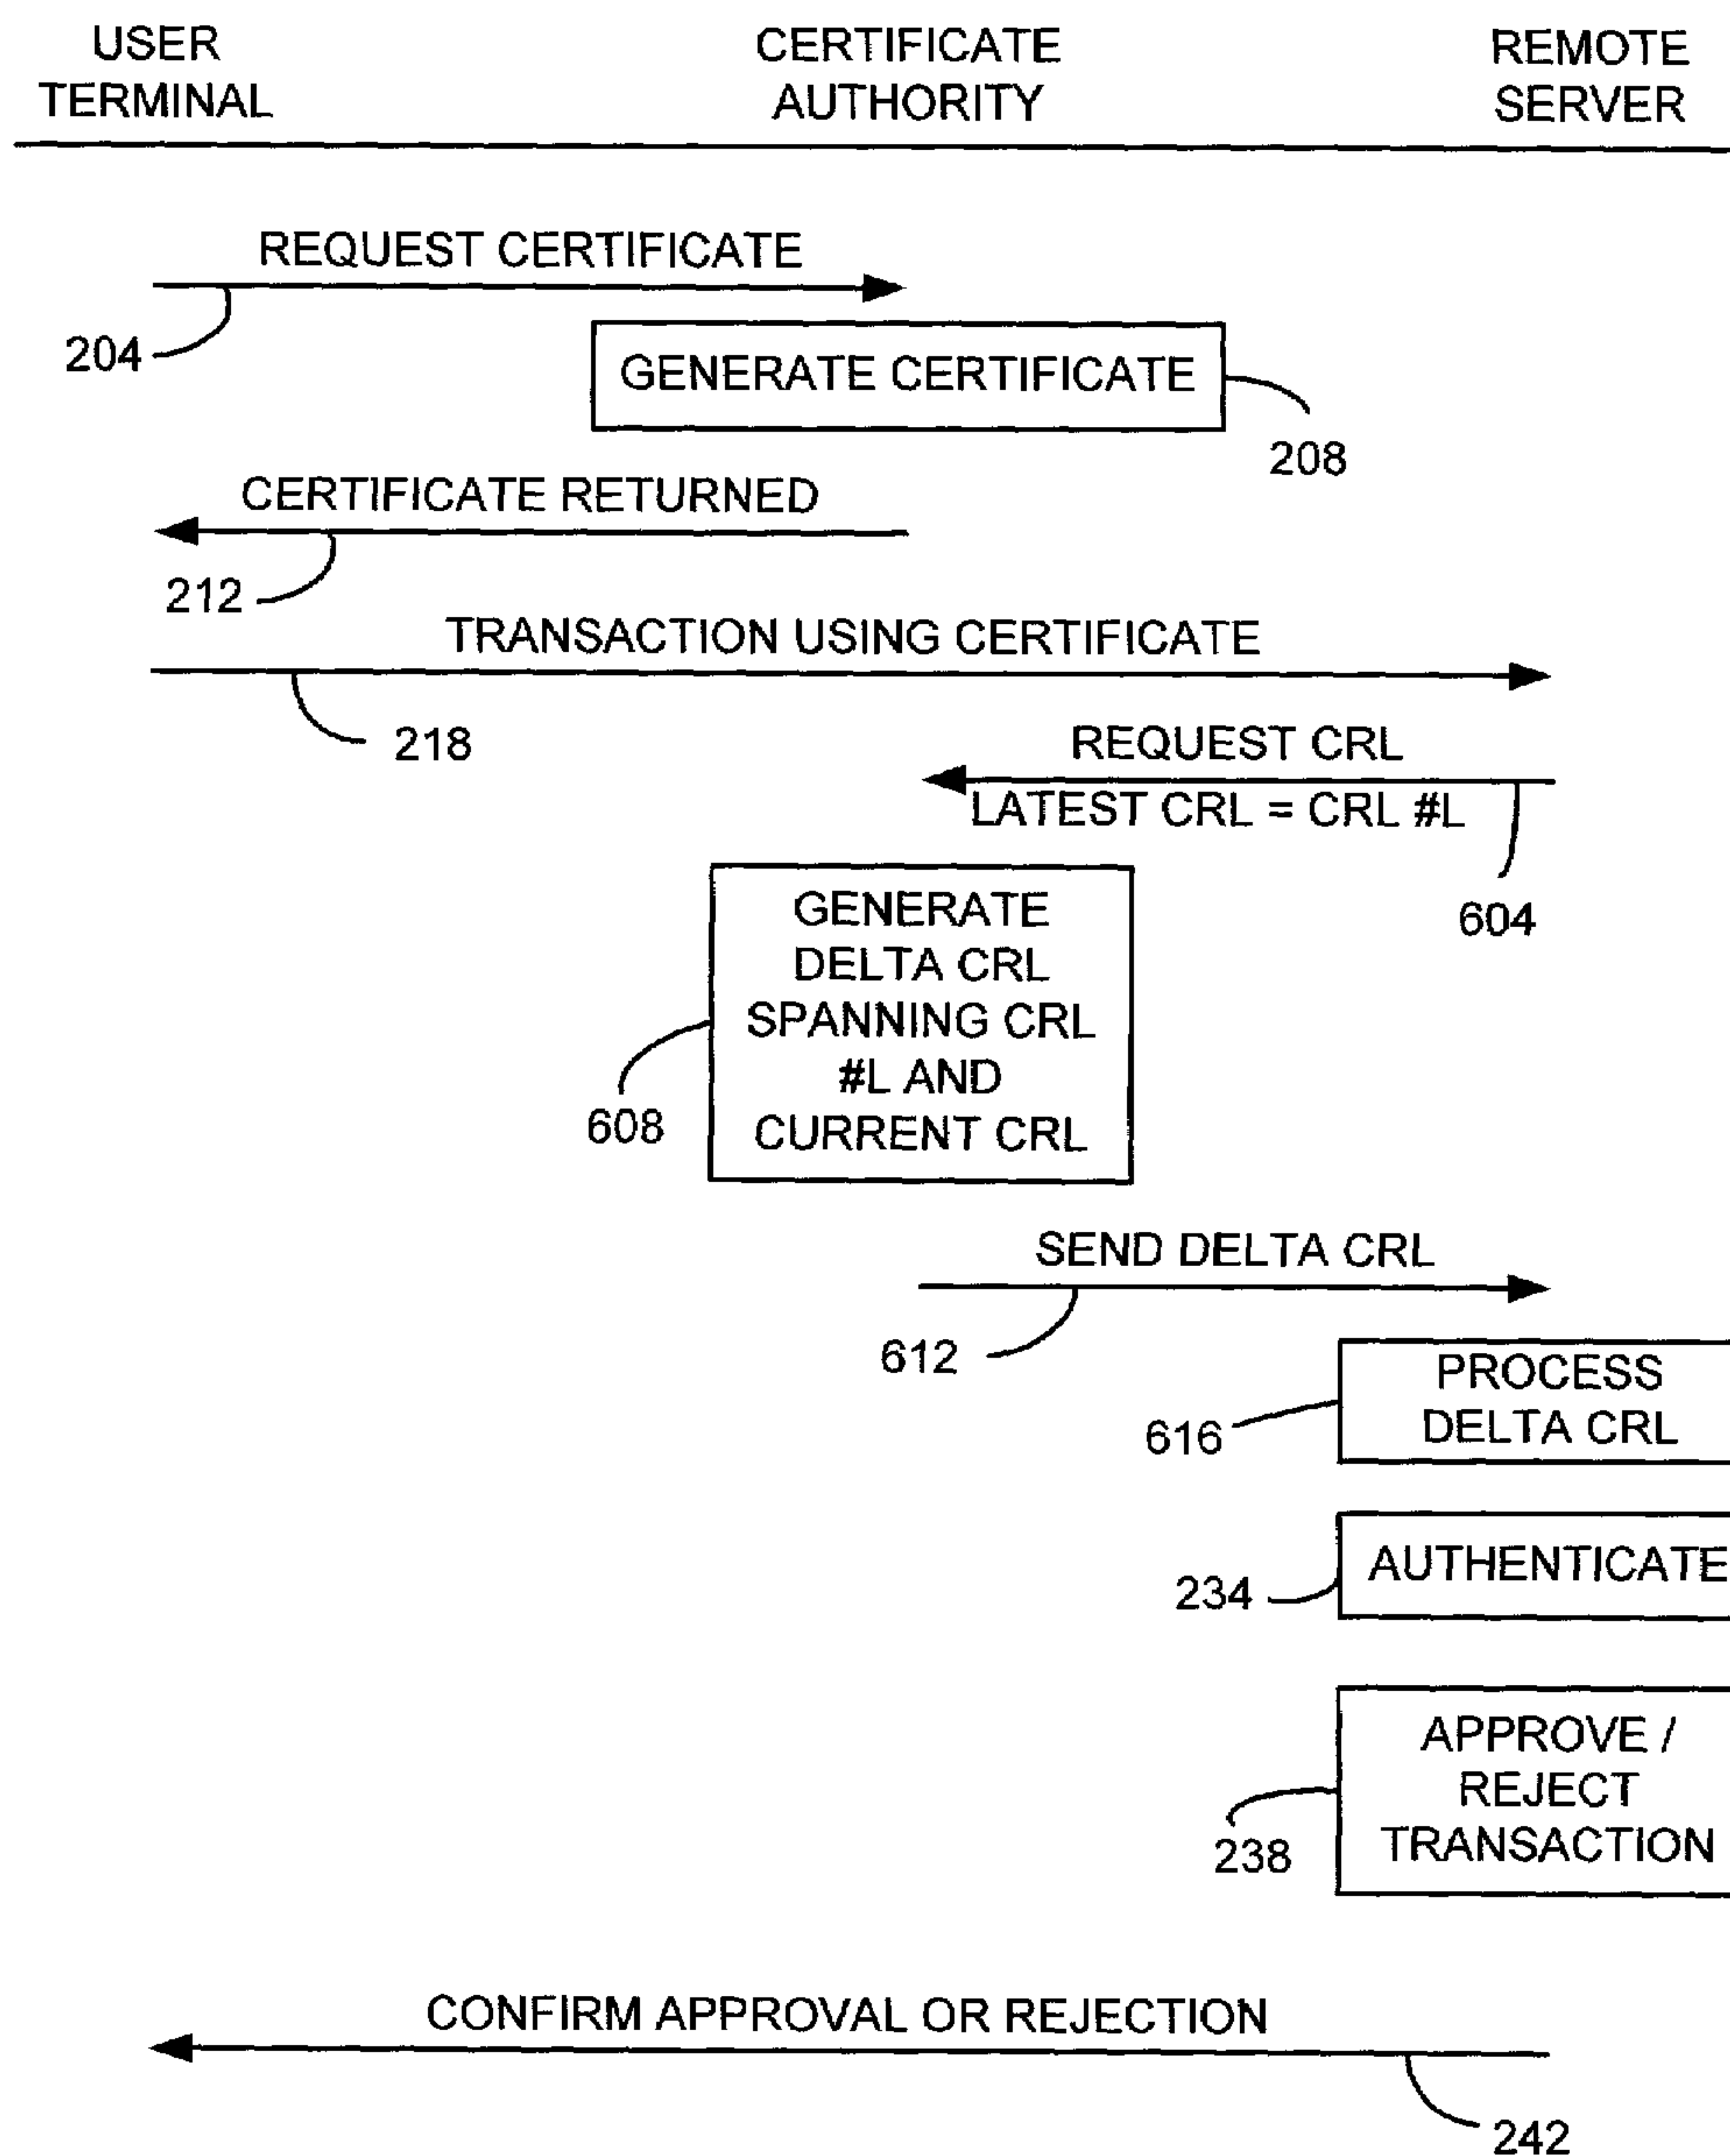 USER
TERMINAL
CERTIFICATE
AUTHORITY
REMOTE
SERVER
REQUEST CERTIFICATE
204
GENERATE CERTIFICATE
208
CERTIFICATE RETURNED
212
TRANSACTION USING CERTIFICATE
218
REQUEST CRL
LATEST CRL = CRL #L
604
GENERATE
DELTA CRL
SPANNING CRL
#L AND
CURRENT CRL
608
SEND DELTA CRL
612
PROCESS
DELTA CRL
616
AUTHENTICATE
234
APPROVE /
REJECT
TRANSACTION
238
CONFIRM APPROVAL OR REJECTION
242